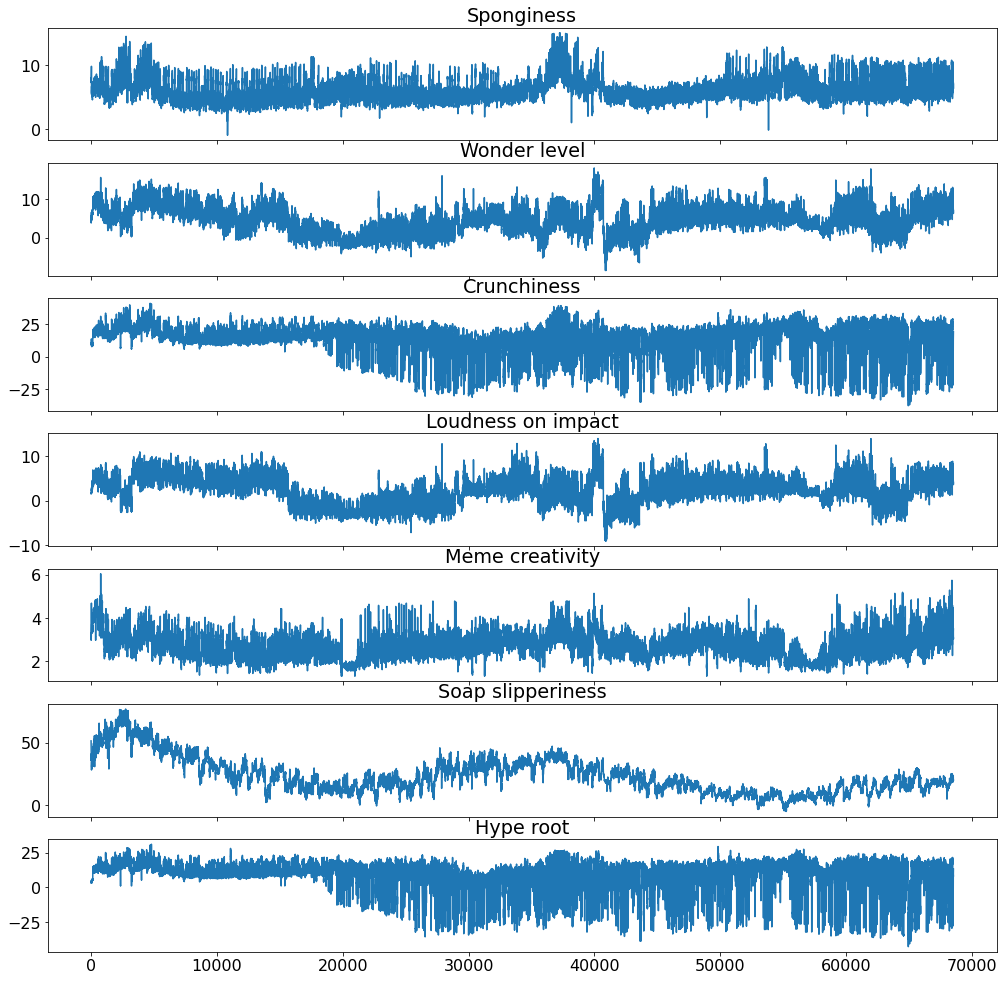 Sponginess
10
0
Wonder level
10
0
Crunchiness
25
0
−25
Loudness on impact
10
0
−10
Meme creativity
6
4
2
Soap slipperiness
50
0
Hype root
25
0
−25
0 10000 20000 30000 40000 50000 60000 70000